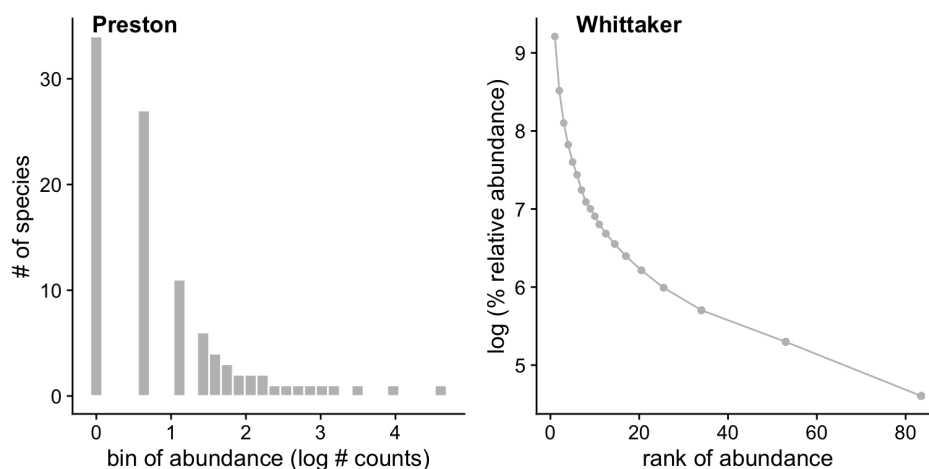 Preston
# of species
30
20
10
0
0 1 2 3 4
bin of abundance (log # counts)
Whittaker
log (% relative abundance)
9
8
7
6
5
0 20 40 60 80
rank of abundance